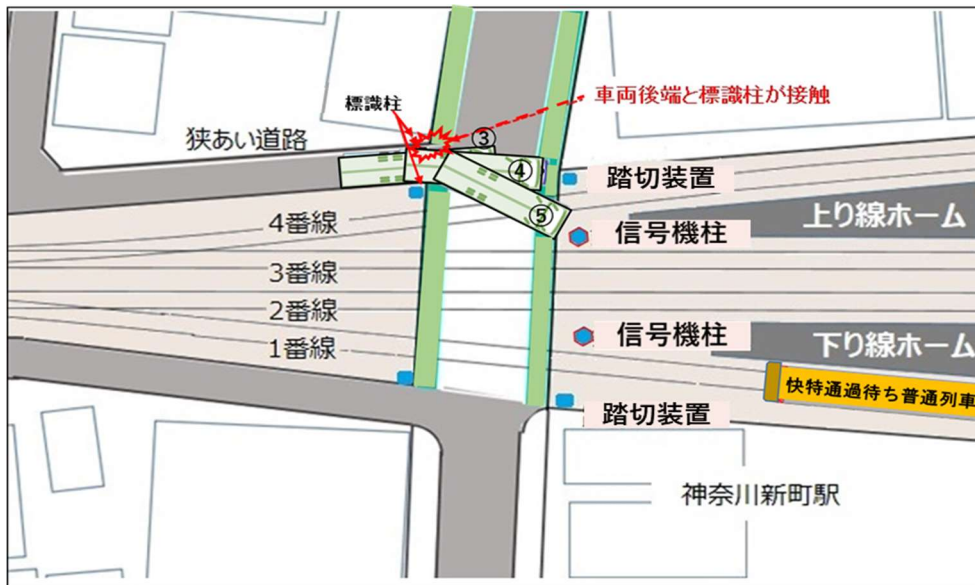 標識柱
車両後端と標識柱が接触
狭あい道路
③
④
⑤
踏切装置
4番線
上り線ホーム
信号機柱
3番線
2番線
信号機柱
1番線
下り線ホーム
快特通過待ち普通列車
踏切装置
神奈川新町駅